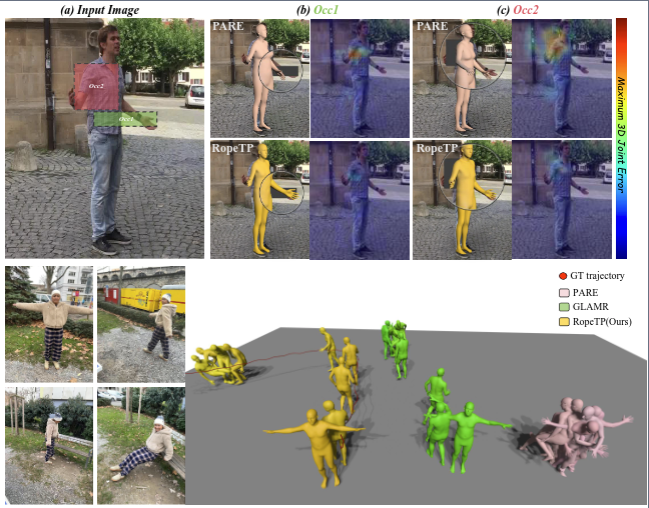 (a) Input Image
(b) Occ1
(c) Occ2
PARE
PARE
Occ2
Occ1
RopeTP
RopeTP
Maximum 3D Joint Error
GT trajectory
PARE
GLAMR
RopeTP(Ours)